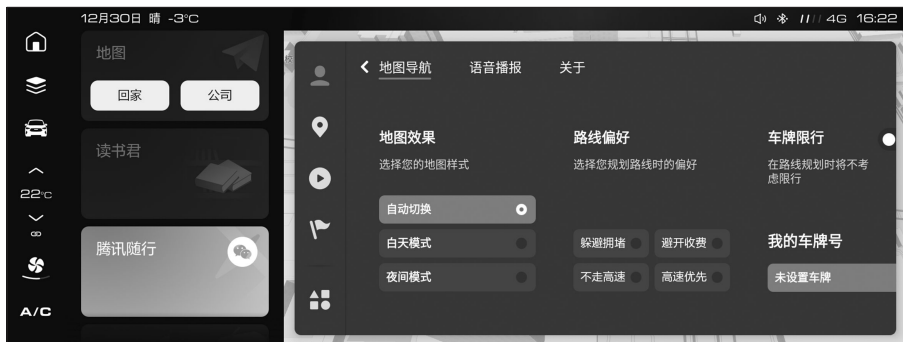 12月30日 晴 -3°C
4G 16:22
地图
回家
公司
读书君
腾讯随行
22°C
A/C
地图导航
语音播报
关于
地图效果
选择您的地图样式
自动切换
白天模式
夜间模式
路线偏好
选择您规划路线时的偏好
躲避拥堵
避开收费
不走高速
高速优先
车牌限行
在路线规划时将不考
虑限行
我的车牌号
未设置车牌